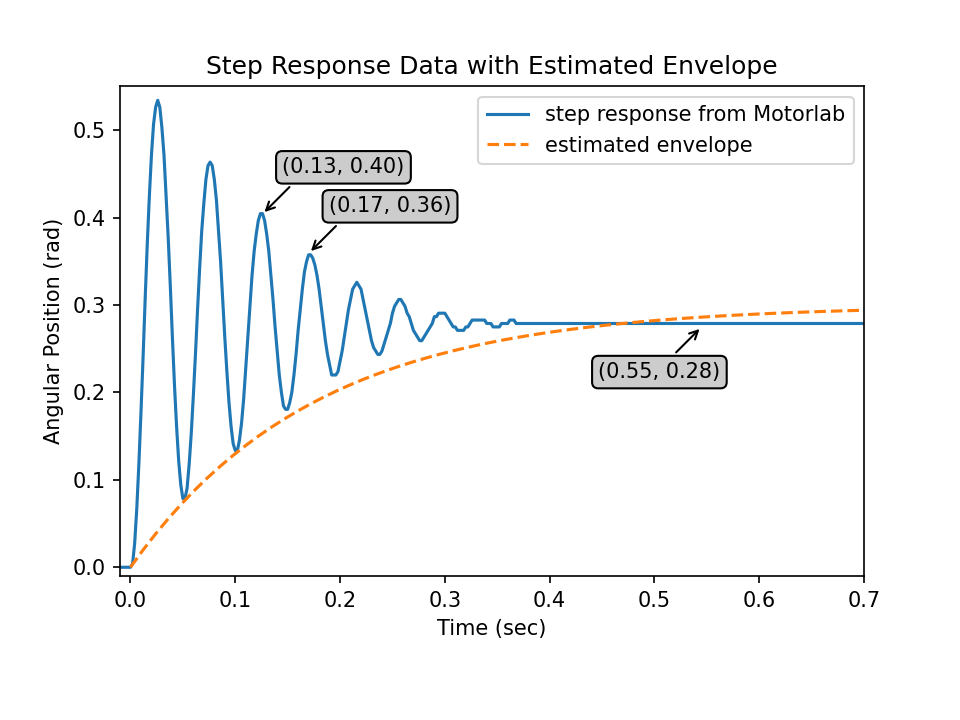 Step Response Data with Estimated Envelope
step response from Motorlab
estimated envelope
(0.13, 0.40)
(0.17, 0.36)
(0.55, 0.28)
Angular Position (rad)
0.5
0.4
0.3
0.2
0.1
0.0
0.0 0.1 0.2 0.3 0.4 0.5 0.6 0.7
Time (sec)